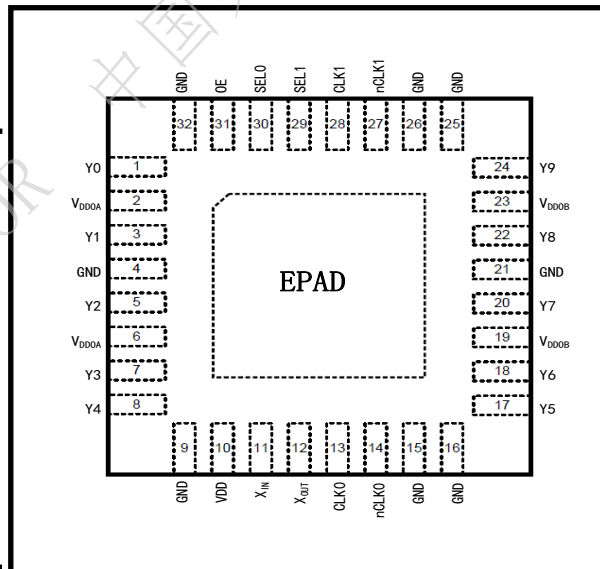 中国
OR
GND OE SEL0 SEL1 CLK1 nCLK1 GND GND
32 31 30 29 28 27 26 25
Y0 1 24 Y9
VDDOA 2 23 VDDOB
Y1 3 22 Y8
GND 4 21 GND
Y2 5 20 Y7
VDDOA 6 19 VDDOB
Y3 7 18 Y6
Y4 8 17 Y5
EPAD
9 10 11 12 13 14 15 16
GND VDD XIN XOUT CLK0 nCLK0 GND GND